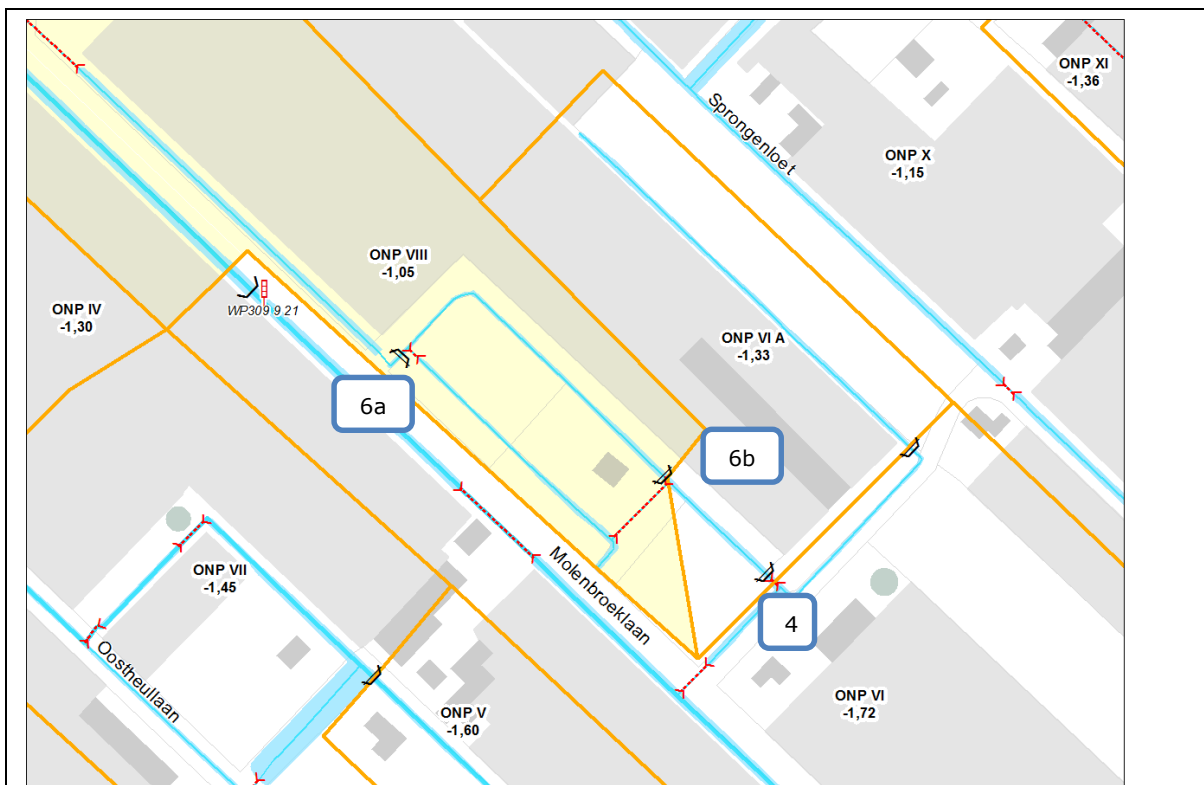 ONP XI
-1,36
Sprongenloet
ONP X
-1,15
ONP VIII
-1,05
ONP IV
-1,30
WP309 9 21
ONP VI A
-1,33
6a
6b
ONP VII
-1,45
Molenbroeklaan
4
Oostheullaan
ONP V
-1,60
ONP VI
-1,72